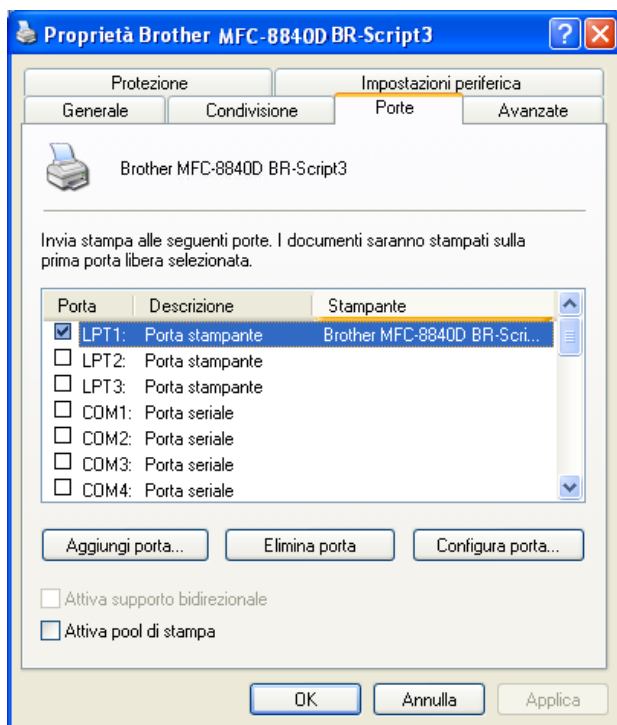 Proprietà Brother MFC-8840D BR-Script3
Protezione Impostazioni periferica
Generale Condivisione Porte Avanzate
Brother MFC-8840D BR-Script3
Invia stampa alle seguenti porte. I documenti saranno stampati sulla
prima porta libera selezionata.
Porta Descrizione Stampante
LPT1: Porta stampante Brother MFC-8840D BR-Scri...
LPT2: Porta stampante
LPT3: Porta stampante
COM1: Porta seriale
COM2: Porta seriale
COM3: Porta seriale
COM4: Porta seriale
Aggiungi porta... Elimina porta Configura porta...
Attiva supporto bidirezionale
Attiva pool di stampa
OK Annulla Applica